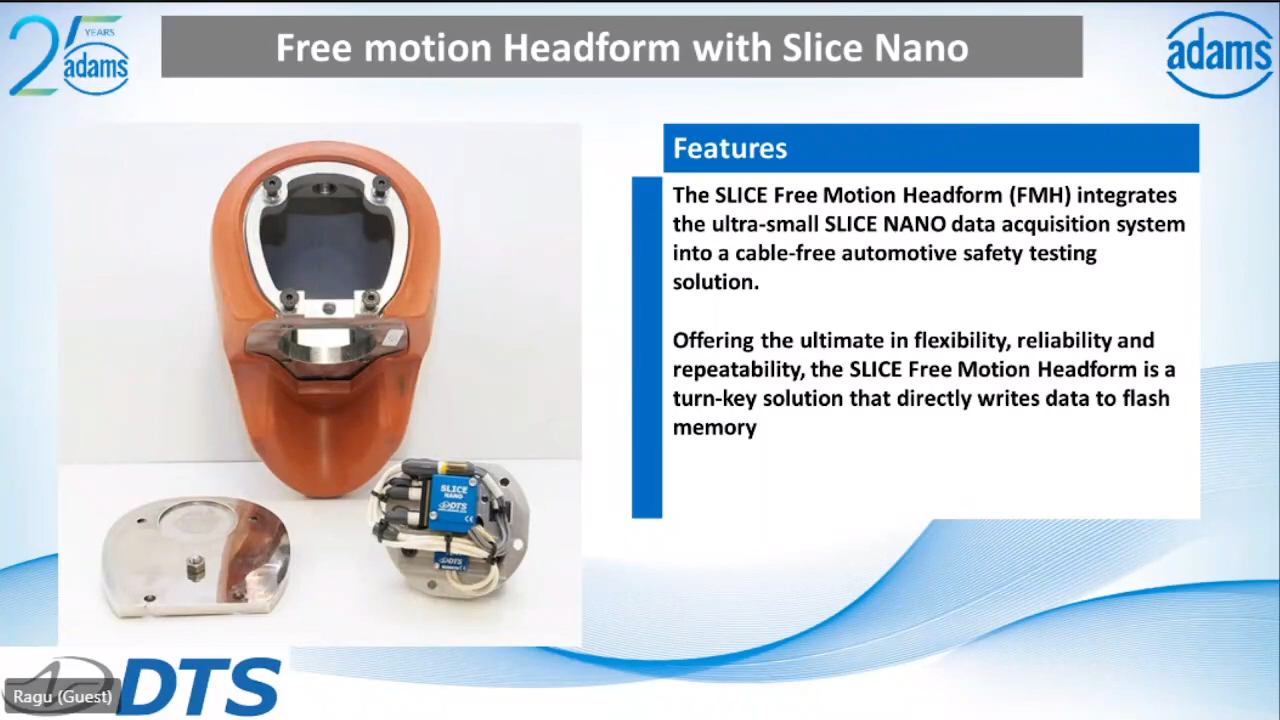 25 YEARS
adams
Free motion Headform with Slice Nano
adams
Features
The SLICE Free Motion Headform (FMH) integrates
the ultra-small SLICE NANO data acquisition system
into a cable-free automotive safety testing
solution.
Offering the ultimate in flexibility, reliability and
repeatability, the SLICE Free Motion Headform is a
turn-key solution that directly writes data to flash
memory
SLICE
NANO
DTS
CE
DTS
DTS
Ragu (Guest)